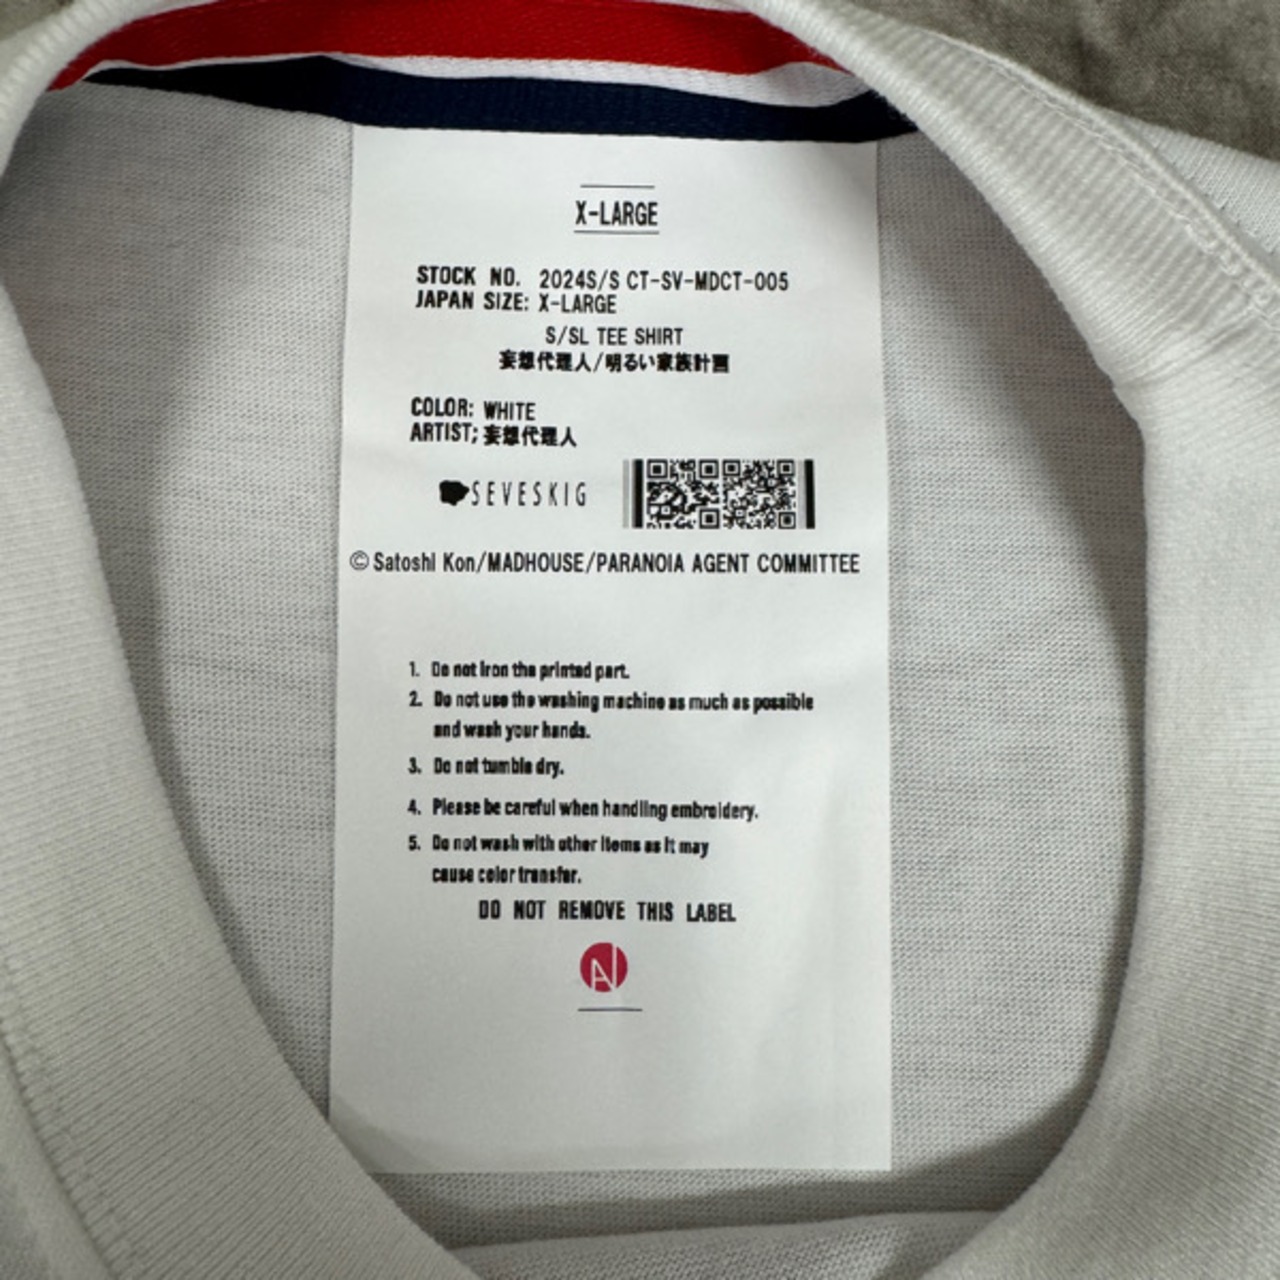 X-LARGE
STOCK NO. 2024S/S CT-SV-MDCT-005
JAPAN SIZE: X-LARGE
S/SL TEE SHIRT
妄想代理人/明るい家族計画
COLOR: WHITE
ARTIST; 妄想代理人
SEVESKIG
© Satoshi Kon/MADHOUSE/PARANOIA AGENT COMMITTEE
1. Do not iron the printed part.
2. Do not use the washing machine as much as possible
and wash your hands.
3. Do not tumble dry.
4. Please be careful when handling embroidery.
5. Do not wash with other items as it may
cause color transfer.
DO NOT REMOVE THIS LABEL